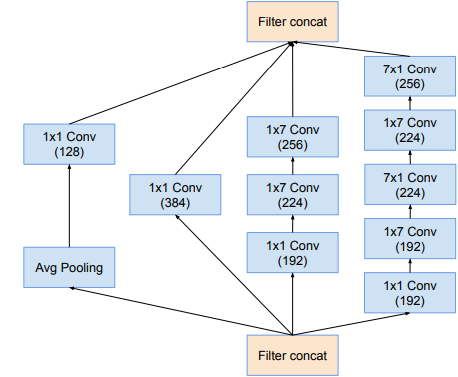 Filter concat
7x1 Conv
(256)
1x7 Conv
(224)
7x1 Conv
(224)
1x7 Conv
(192)
1x1 Conv
(192)
1x7 Conv
(256)
1x7 Conv
(224)
1x1 Conv
(192)
1x1 Conv
(384)
1x1 Conv
(128)
Avg Pooling
Filter concat